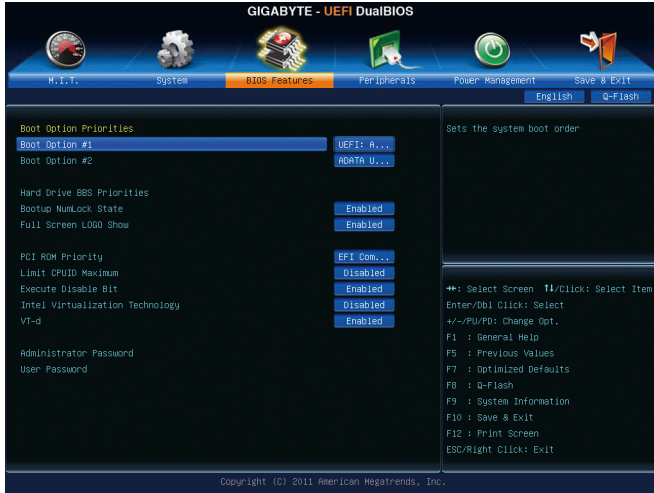 GIGABYTE - UEFI DualBIOS
M.I.T. System BIOS Features Peripherals Power Management Save & Exit
English Q-Flash
Boot Option Priorities
Boot Option #1 UEFI: A...
Boot Option #2 ADATA U...
Hard Drive BBS Priorities
Bootup NumLock State Enabled
Full Screen LOGO Show Enabled
PCI ROM Priority EFI Com...
Limit CPUID Maximum Disabled
Execute Disable Bit Enabled
Intel Virtualization Technology Disabled
VT-d Enabled
Administrator Password
User Password
Sets the system boot order
→←: Select Screen ↑↓/Click: Select Item
Enter/Dbl Click: Select
+/-/PU/PD: Change Opt.
F1 : General Help
F5 : Previous Values
F7 : Optimized Defaults
F8 : Q-Flash
F9 : System Information
F10 : Save & Exit
F12 : Print Screen
ESC/Right Click: Exit
Copyright (C) 2011 American Megatrends, Inc.